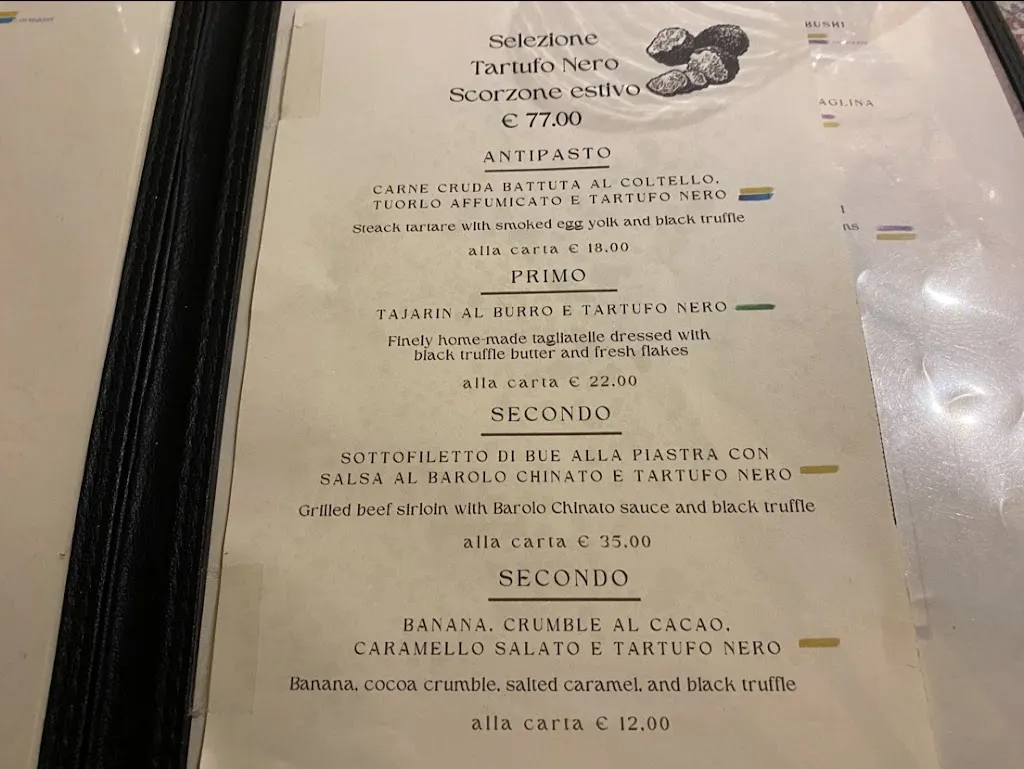 Selezione
Tartufo Nero
Scorzone estivo
€ 77.00
ANTIPASTO
CARNE CRUDA BATTUTA AL COLTELLO,
TUORLO AFFUMICATO E TARTUFO NERO
Steack tartare with smoked egg yolk and black truffle
alla carta € 18.00
PRIMO
TAJARIN AL BURRO E TARTUFO NERO
Finely home-made tagliatelle dressed with
black truffle butter and fresh flakes
alla carta € 22.00
SECONDO
SOTTOFILETTO DI BUE ALLA PIASTRA CON
SALSA AL BAROLO CHINATO E TARTUFO NERO
Grilled beef sirloin with Barolo Chinato sauce and black truffle
alla carta € 35.00
SECONDO
BANANA, CRUMBLE AL CACAO,
CARAMELLO SALATO E TARTUFO NERO
Banana, cocoa crumble, salted caramel, and black truffle
alla carta € 12,00